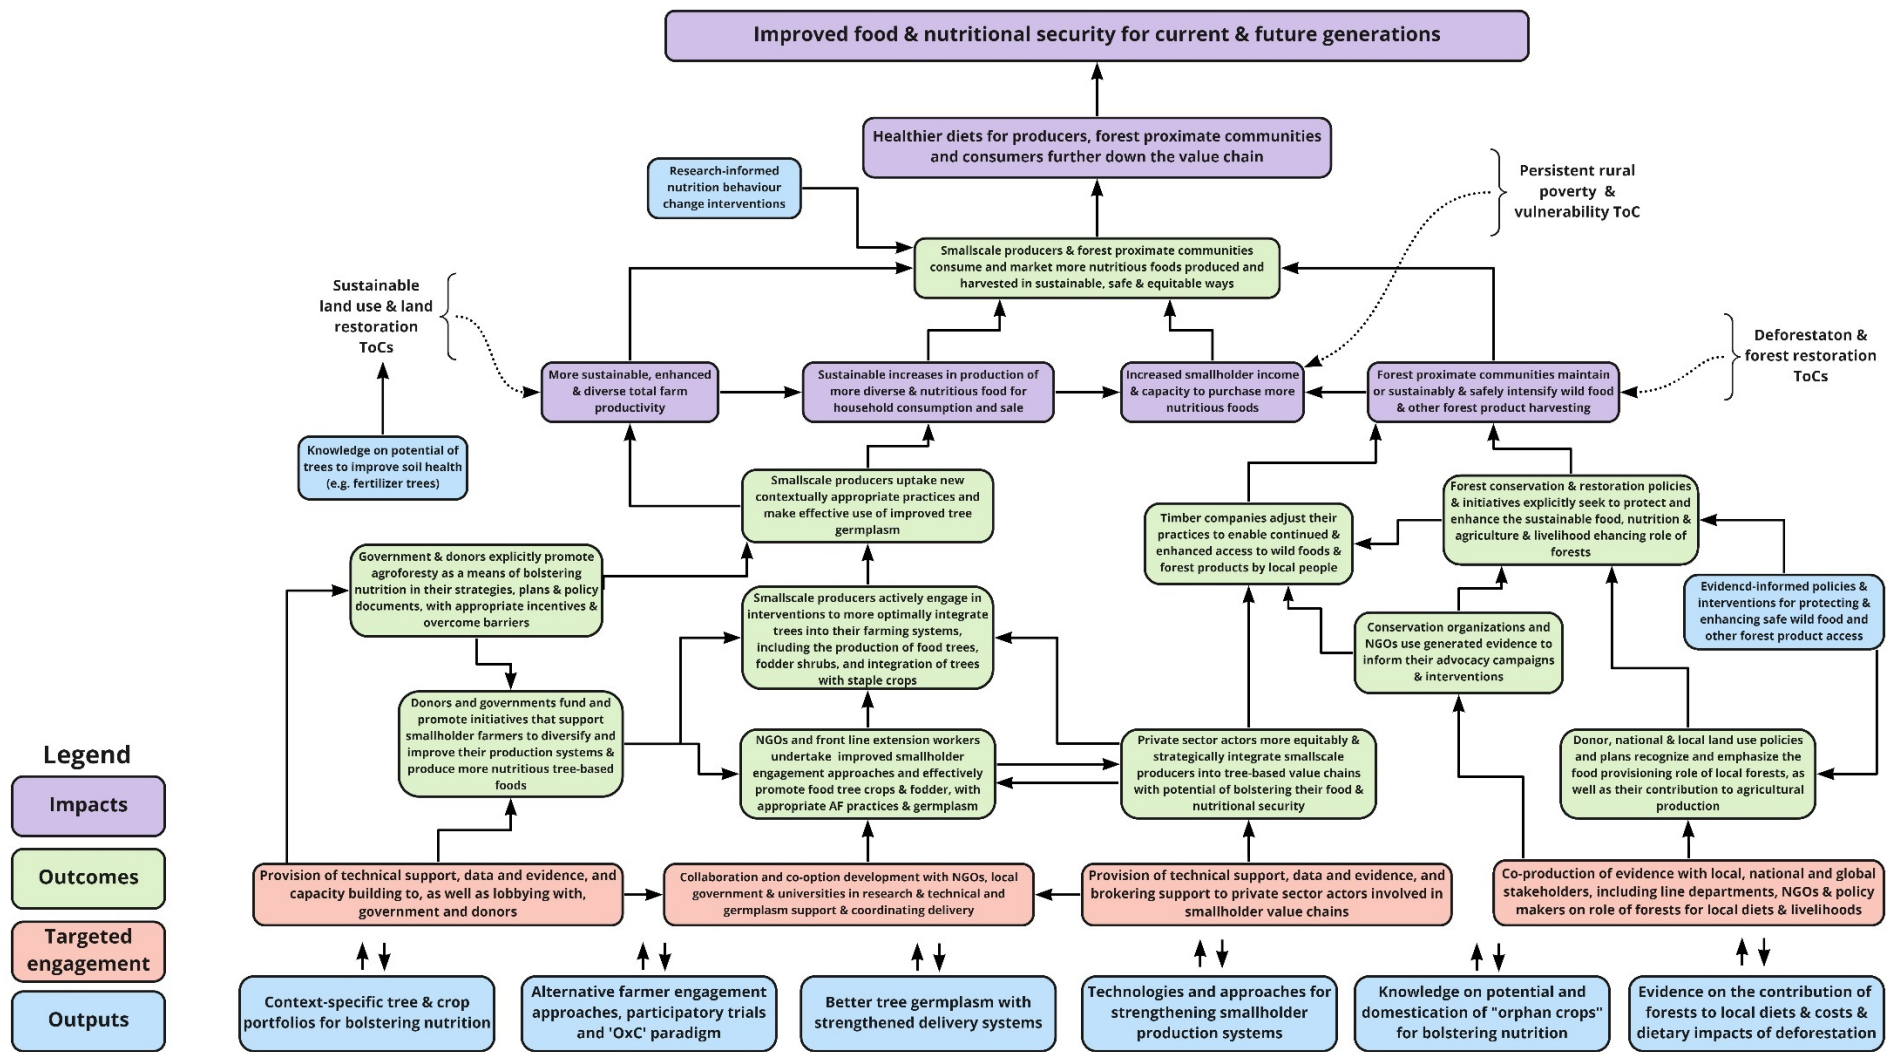 Improved food & nutritional security for current & future generations
Healthier diets for producers, forest proximate communities
and consumers further down the value chain
Research-informed
nutrition behaviour
change interventions
Persistent rural
poverty &
vulnerability ToC
Smallscale producers & forest proximate communities
consume and market more nutritious foods produced and
harvested in sustainable, safe & equitable ways
Sustainable
land use & land
restoration
ToCs
Deforestaton &
forest restoration
ToCs
More sustainable, enhanced
& diverse total farm
productivity
Sustainable increases in production of
more diverse & nutritious food for
household consumption and sale
Increased smallholder income
& capacity to purchase more
nutritious foods
Forest proximate communities maintain
or sustainably & safely intensify wild food
& other forest product harvesting
Knowledge on potential of
trees to improve soil health
(e.g. fertilizer trees)
Smallscale producers uptake new
contextually appropriate practices and
make effective use of improved tree
germplasm
Timber companies adjust their
practices to enable continued &
enhanced access to wild foods &
forest products by local people
Forest conservation & restoration policies
& initiatives explicitly seek to protect and
enhance the sustainable food, nutrition &
agriculture & livelihood ehancing role of
forests
Government & donors explicitly promote
agroforesty as a means of bolstering
nutrition in their strategies, plans & policy
documents, with appropriate incentives &
overcome barriers
Smallscale producers actively engage in
interventions to more optimally integrate
trees into their farming systems,
including the production of food trees,
fodder shrubs, and integration of trees
with staple crops
Conservation organizations and
NGOs use generated evidence to
inform their advocacy campaigns
& interventions
Evidencd-informed policies &
interventions for protecting &
enhancing safe wild food and
other forest product access
Donors and governments fund and
promote initiatives that support
smallholder farmers to diversify and
improve their production systems &
produce more nutritious tree-based
foods
NGOs and front line extension workers
undertake improved smallholder
engagement approaches and effectively
promote food tree crops & fodder, with
appropriate AF practices & germplasm
Private sector actors more equitably &
strategically integrate smallscale
producers into tree-based value chains
with potential of bolstering their food &
nutritional security
Donor, national & local land use policies
and plans recognize and emphasize the
food provisioning role of local forests, as
well as their contribution to agricultural
production
Legend
Impacts
Outcomes
Targeted
engagement
Outputs
Provision of technical support, data and evidence, and
capacity building to, as well as lobbying with,
government and donors
Collaboration and co-option development with NGOs, local
government & universities in research & technical and
germplasm support & coordinating delivery
Provision of technical support, data and evidence, and
brokering support to private sector actors involved in
smallholder value chains
Co-production of evidence with local, national and global
stakeholders, including line departments, NGOs & policy
makers on role of forests for local diets & livelihoods
Context-specific tree & crop
portfolios for bolstering nutrition
Alternative farmer engagement
approaches, participatory trials
and 'OxC' paradigm
Better tree germplasm with
strengthened delivery systems
Technologies and approaches for
strengthening smallholder
production systems
Knowledge on potential and
domestication of "orphan crops"
for bolstering nutrition
Evidence on the contribution of
forests to local diets & costs &
dietary impacts of deforestation